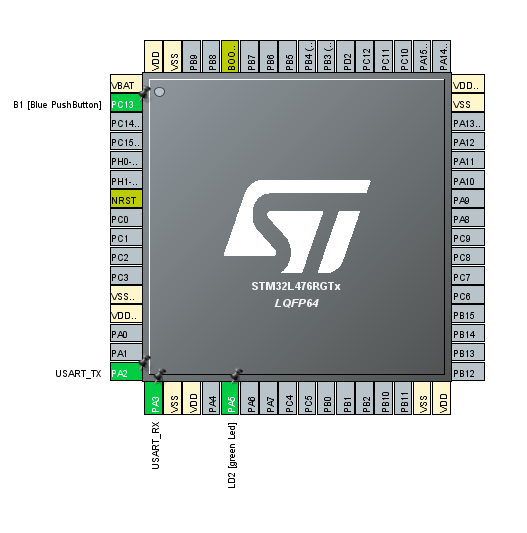 VDD
VSS
PB9
PB8
BOO..
PB7
PB6
PB5
PB4 (..
PB3 (..
PD2
PC12
PC11
PC10
PA15..
PA14..
VBAT
B1 [Blue PushButton] PC13
PC14..
PC15..
PH0-..
PH1-..
NRST
PC0
PC1
PC2
PC3
VSS..
VDD..
PA0
PA1
USART_TX PA2
ST
STM32L476RGTx
LQFP64
VDD..
VSS
PA13..
PA12
PA11
PA10
PA9
PA8
PC9
PC8
PC7
PC6
PB15
PB14
PB13
PB12
PA3
VSS
VDD
PA4
PA5
PA6
PA7
PC4
PC5
PB0
PB1
PB2
PB10
PB11
VSS
VDD
USART_RX
LD2 [green Led]